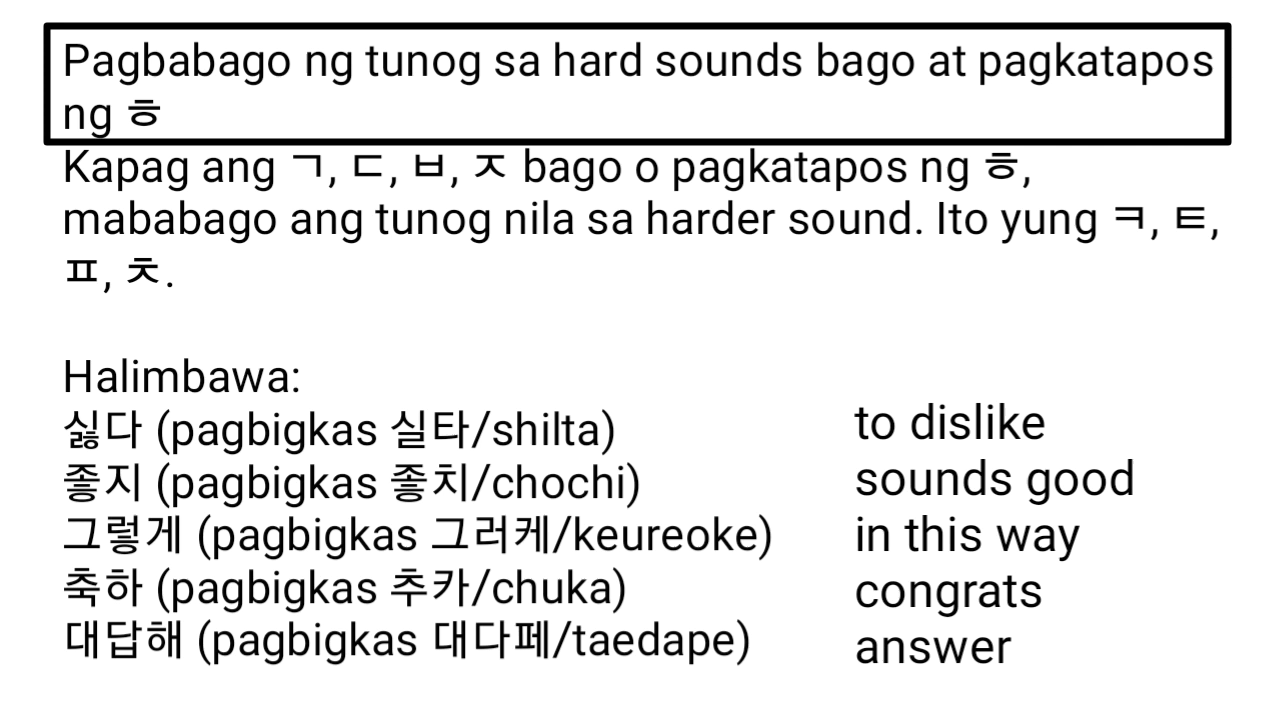 Pagbabago ng tunog sa hard sounds bago at pagkatapos
ng ㅎ
Kapag ang ㄱ, ㄷ, ㅂ, ㅈ bago o pagkatapos ng ㅎ,
mababago ang tunog nila sa harder sound. Ito yung ㅋ, ㅌ,
ㅍ, ㅊ.
Halimbawa:
싫다 (pagbigkas 실타/shilta)
좋지 (pagbigkas 좋치/chochi)
그렇게 (pagbigkas 그러케/keureoke)
축하 (pagbigkas 추카/chuka)
대답해 (pagbigkas 대다페/taedape)
to dislike
sounds good
in this way
congrats
answer